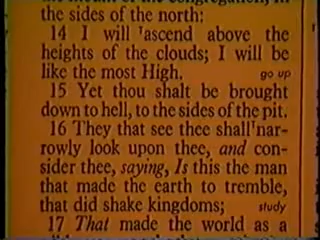 the sides of the north:
14 I will 'ascend above the
heights of the clouds; I will be
like the most High. go up
15 Yet thou shalt be brought
down to hell, to the sides of the pit.
16 They that see thee shall 'nar-
rowly look upon thee, and con-
sider thee, saying, Is this the man
that made the earth to tremble,
that did shake kingdoms; study
17 That made the world as a